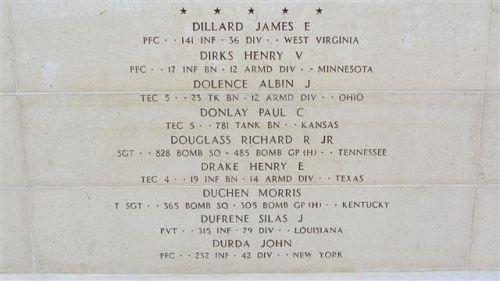 DILLARD JAMES E
PFC · · 141 INF · 36 DIV · · WEST VIRGINIA
DIRKS HENRY V
PFC · · 17 INF BN · 12 ARMD DIV · · MINNESOTA
DOLENCE ALBIN J
TEC 5 · · 23 TK BN · 12 ARMD DIV · · OHIO
DONLAY PAUL C
TEC 5 · · 781 TANK BN · · KANSAS
DOUGLASS RICHARD R JR
SGT · · 828 BOMB SQ · 485 BOMB GP (H) · · TENNESSEE
DRAKE HENRY E
TEC 4 · · 19 INF BN · 14 ARMD DIV · · TEXAS
DUCHEN MORRIS
T SGT · · 365 BOMB SQ · 305 BOMB GP (H) · · KENTUCKY
DUFRENE SILAS J
PVT · · 315 INF · 79 DIV · · LOUISIANA
DURDA JOHN
PFC · · 232 INF · 42 DIV · · NEW YORK